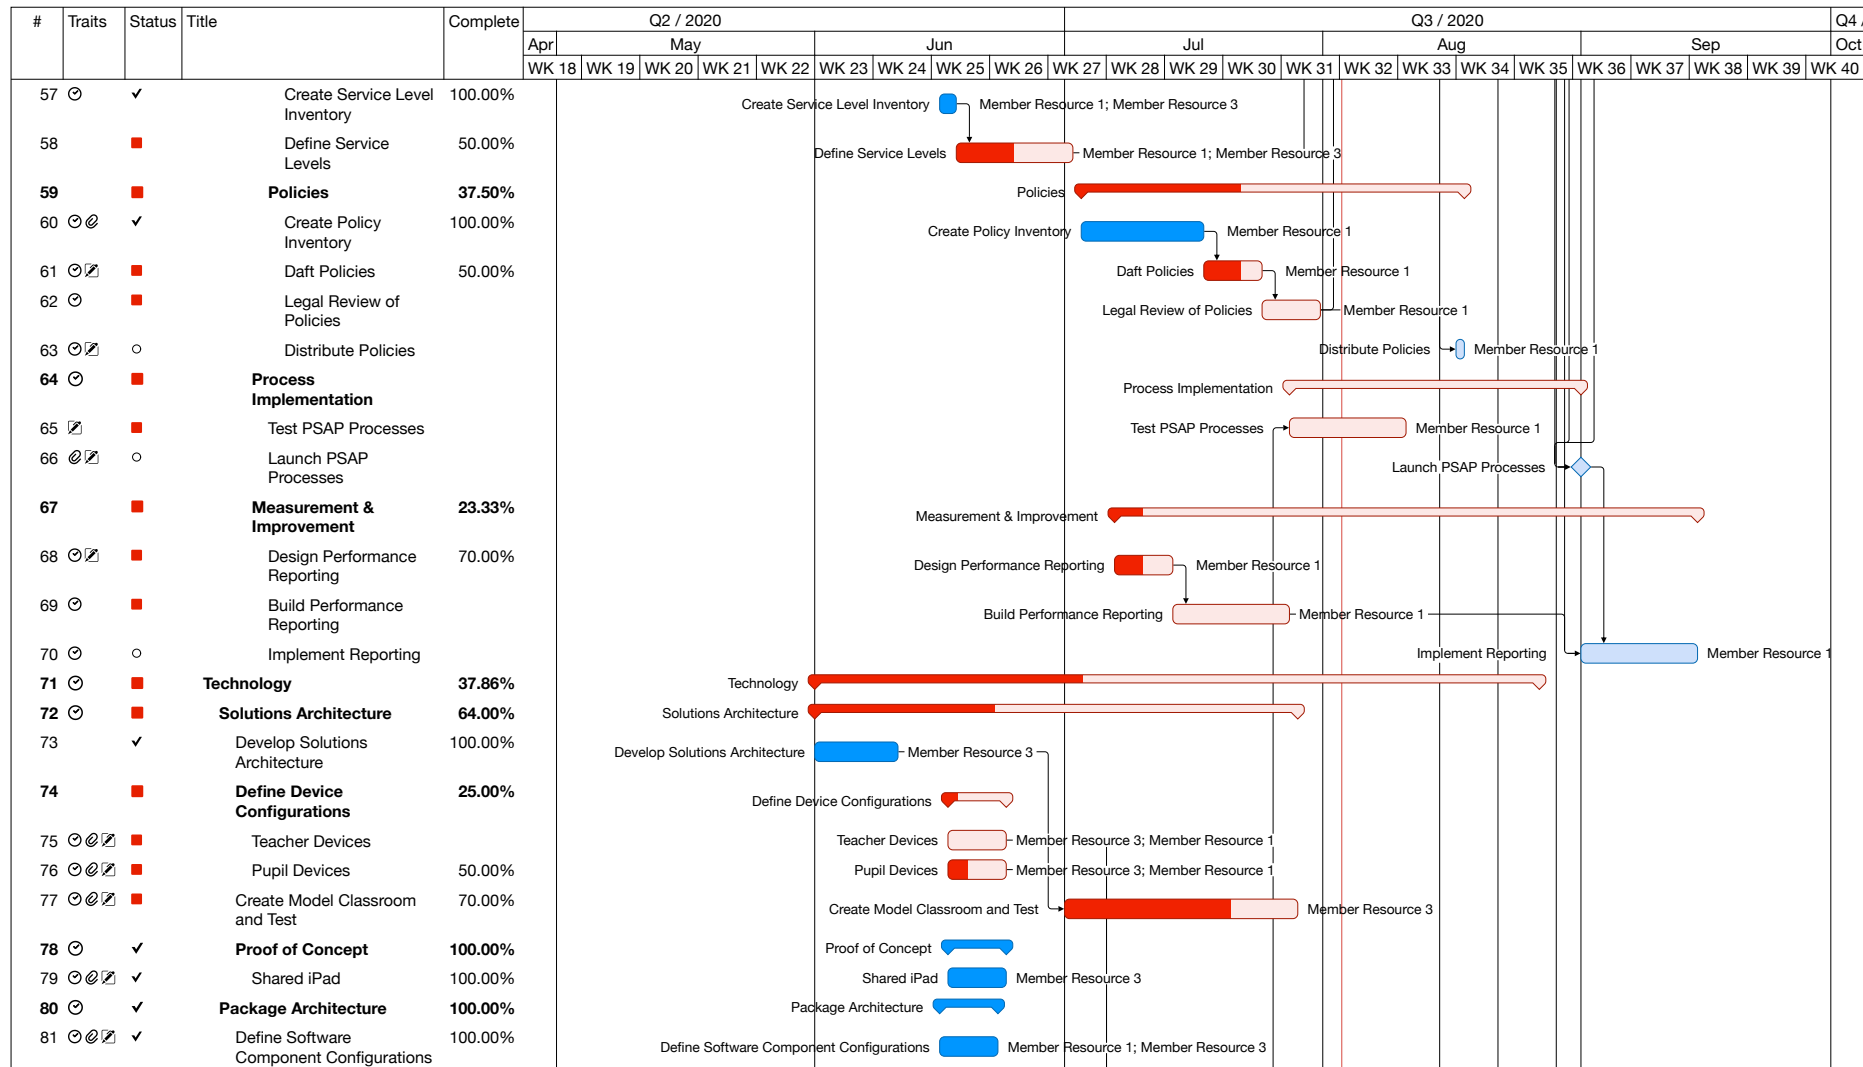 # Traits Status Title Complete Q2 / 2020 Q3 / 2020 Q4 /
Apr May Jun Jul Aug Sep Oct
WK 18 WK 19 WK 20 WK 21 WK 22 WK 23 WK 24 WK 25 WK 26 WK 27 WK 28 WK 29 WK 30 WK 31 WK 32 WK 33 WK 34 WK 35 WK 36 WK 37 WK 38 WK 39 WK 40
57 Create Service Level 100.00%
Inventory
Create Service Level Inventory Member Resource 1; Member Resource 3
58 Define Service 50.00%
Levels
Define Service Levels Member Resource 1; Member Resource 3
59 Policies 37.50% Policies
60 Create Policy 100.00%
Inventory
Create Policy Inventory Member Resource 1
61 Daft Policies 50.00% Daft Policies Member Resource 1
62 Legal Review of
Policies
Legal Review of Policies Member Resource 1
63 Distribute Policies Distribute Policies Member Resource 1
64 Process
Implementation
Process Implementation
65 Test PSAP Processes Test PSAP Processes Member Resource 1
66 Launch PSAP
Processes
Launch PSAP Processes
67 Measurement & 23.33%
Improvement
Measurement & Improvement
68 Design Performance 70.00%
Reporting
Design Performance Reporting Member Resource 1
69 Build Performance
Reporting
Build Performance Reporting Member Resource 1
70 Implement Reporting Implement Reporting Member Resource 1
71 Technology 37.86% Technology
72 Solutions Architecture 64.00% Solutions Architecture
73 Develop Solutions 100.00%
Architecture
Develop Solutions Architecture Member Resource 3
74 Define Device 25.00%
Configurations
Define Device Configurations
75 Teacher Devices Teacher Devices Member Resource 3; Member Resource 1
76 Pupil Devices 50.00% Pupil Devices Member Resource 3; Member Resource 1
77 Create Model Classroom 70.00%
and Test
Create Model Classroom and Test Member Resource 3
78 Proof of Concept 100.00% Proof of Concept
79 Shared iPad 100.00% Shared iPad Member Resource 3
80 Package Architecture 100.00% Package Architecture
81 Define Software 100.00%
Component Configurations
Define Software Component Configurations Member Resource 1; Member Resource 3